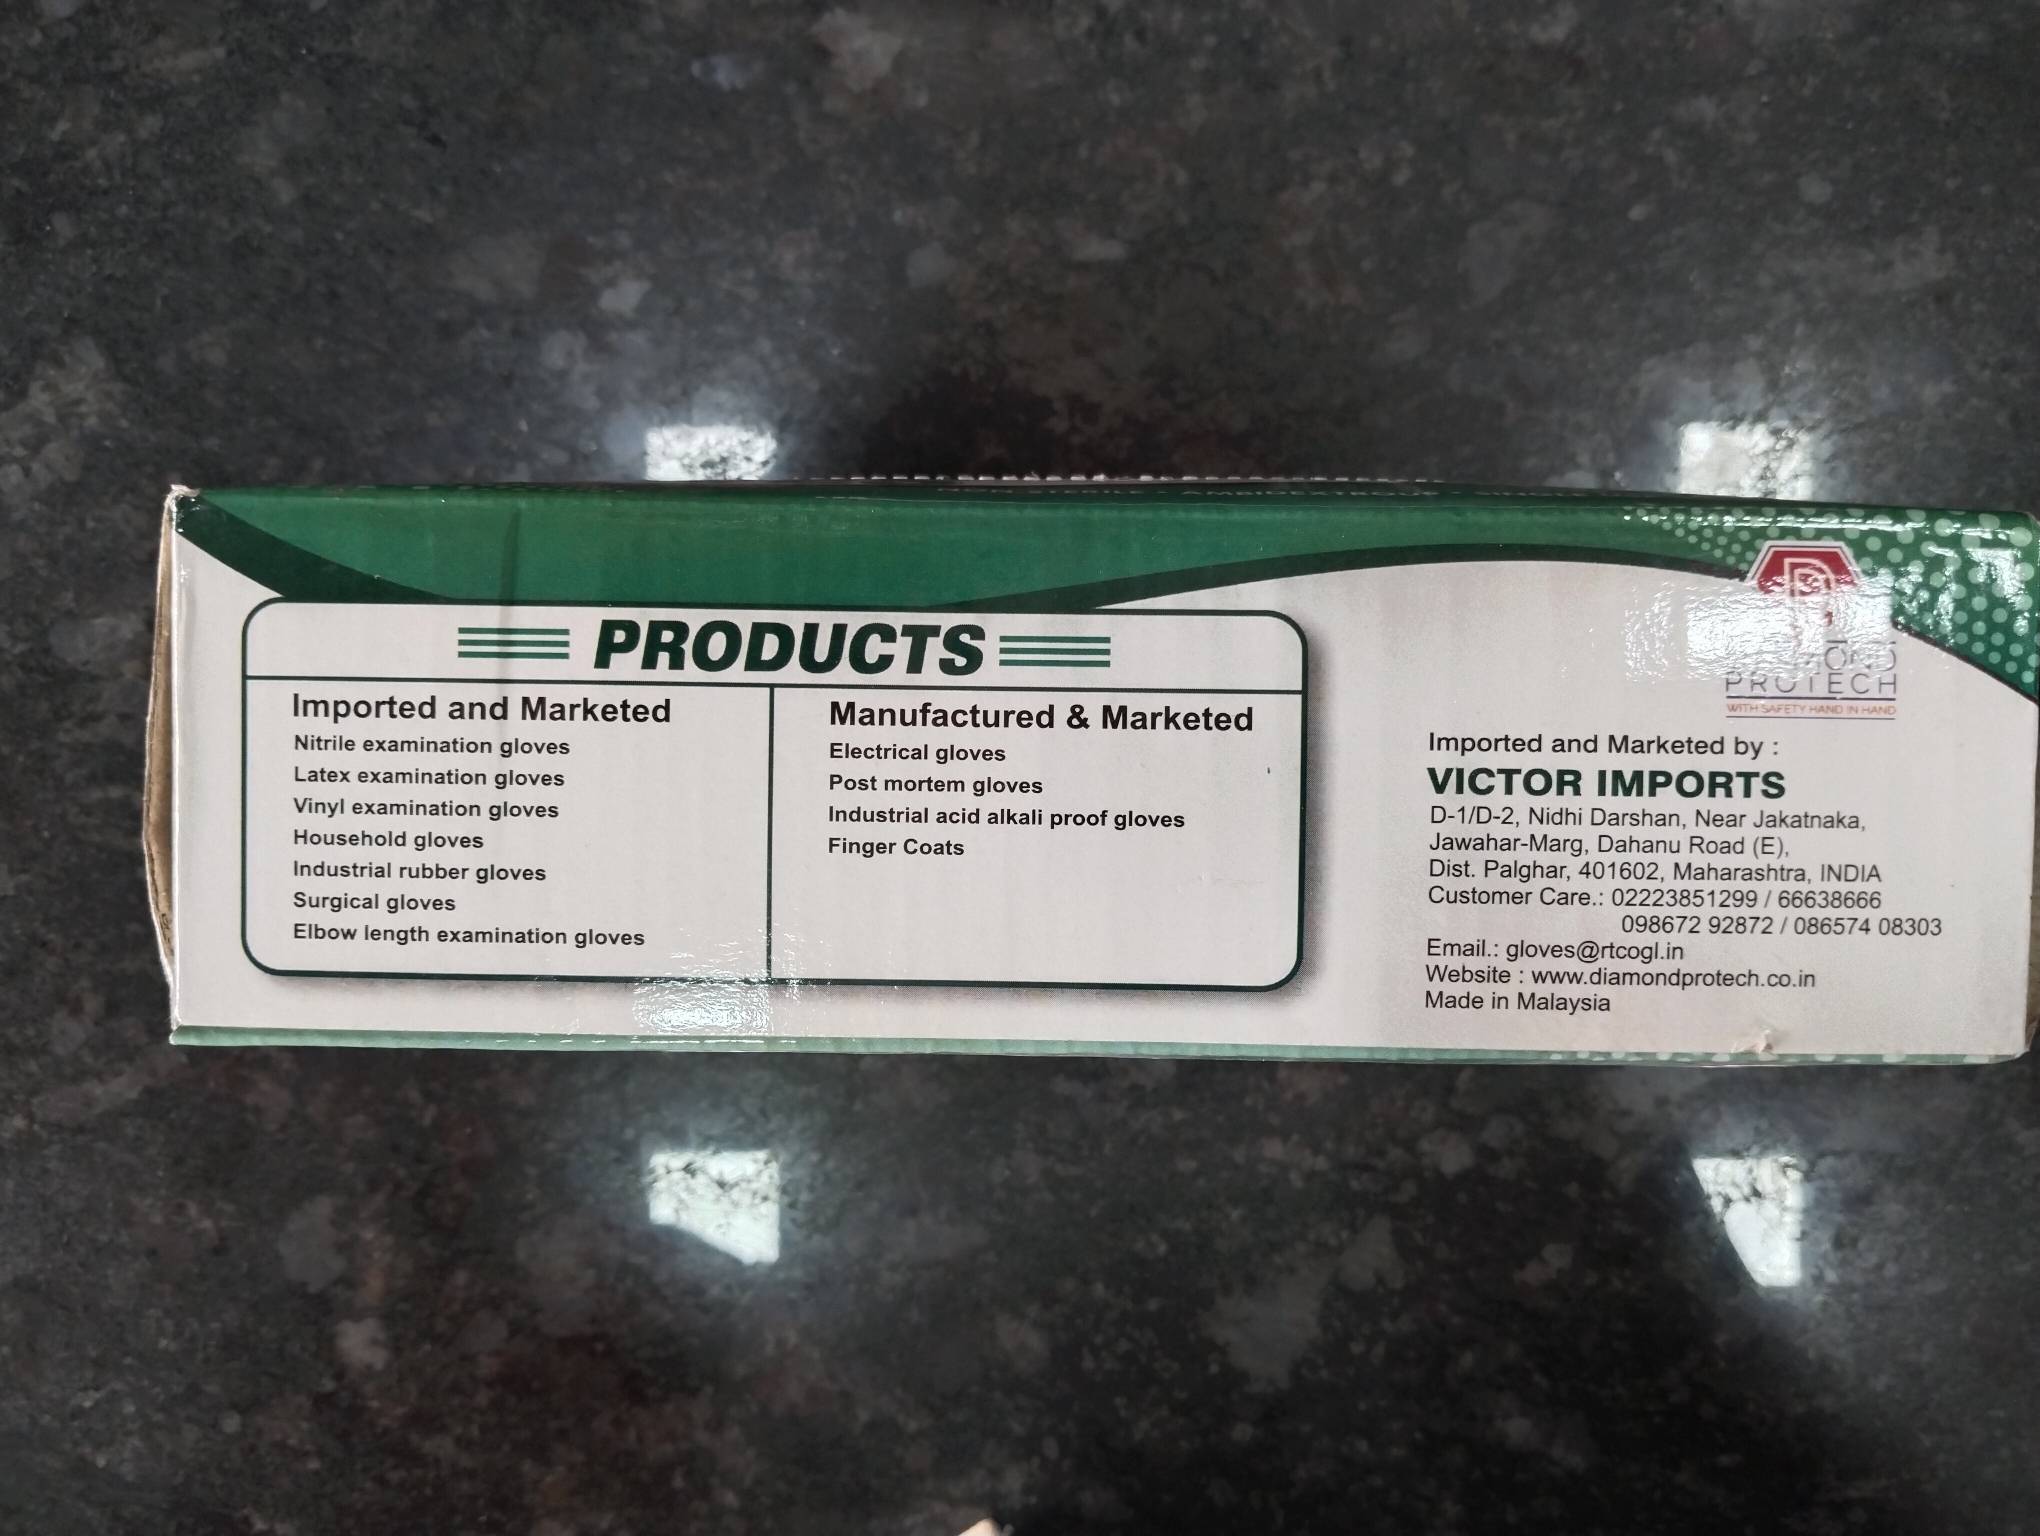 NON-STERILE AMBIDEXTROUS
PRODUCTS
Imported and Marketed
Nitrile examination gloves
Latex examination gloves
Vinyl examination gloves
Household gloves
Industrial rubber gloves
Surgical gloves
Elbow length examination gloves
Manufactured & Marketed
Electrical gloves
Post mortem gloves
Industrial acid alkali proof gloves
Finger Coats
PROTECH
WITH SAFETY HAND IN HAND
Imported and Marketed by :
VICTOR IMPORTS
D-1/D-2, Nidhi Darshan, Near Jakatnaka,
Jawahar-Marg, Dahanu Road (E),
Dist. Palghar, 401602, Maharashtra, INDIA
Customer Care.: 02223851299 / 66638666
098672 92872 / 086574 08303
Email.: gloves@rtcogl.in
Website : www.diamondprotech.co.in
Made in Malaysia